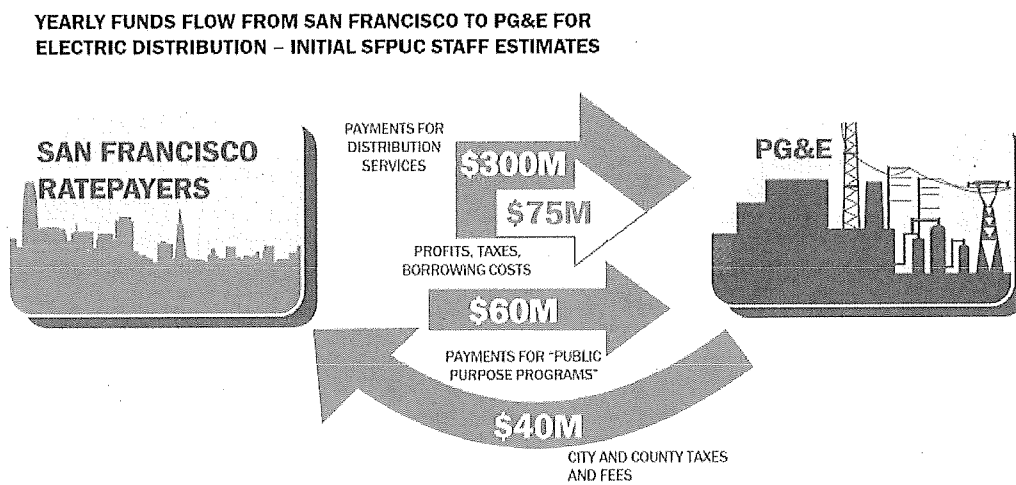 YEARLY FUNDS FLOW FROM SAN FRANCISCO TO PG&E FOR
ELECTRIC DISTRIBUTION – INITIAL SFPUC STAFF ESTIMATES
SAN FRANCISCO
RATEPAYERS
PAYMENTS FOR
DISTRIBUTION
SERVICES
$300M
$75M
PROFITS, TAXES,
BORROWING COSTS
PG&E
$60M
PAYMENTS FOR "PUBLIC
PURPOSE PROGRAMS"
$40M
CITY AND COUNTY TAXES
AND FEES